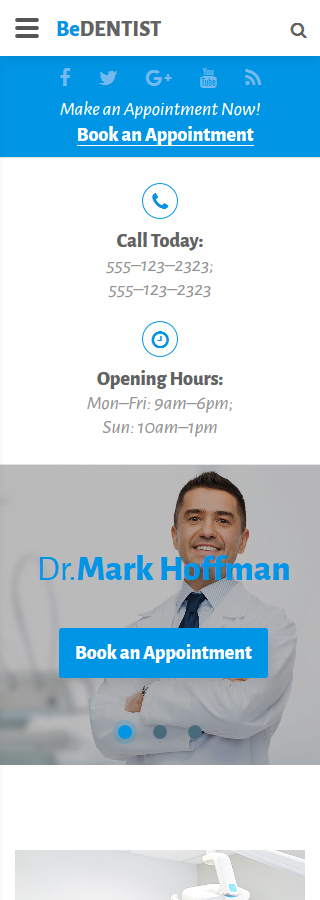 BeDENTIST
You Tube
Make an Appointment Now!
Book an Appointment
Call Today:
555–123–2323;
555–123–2323
Opening Hours:
Mon–Fri: 9am–6pm;
Sun: 10am–1pm
Dr.Mark Hoffman
Book an Appointment